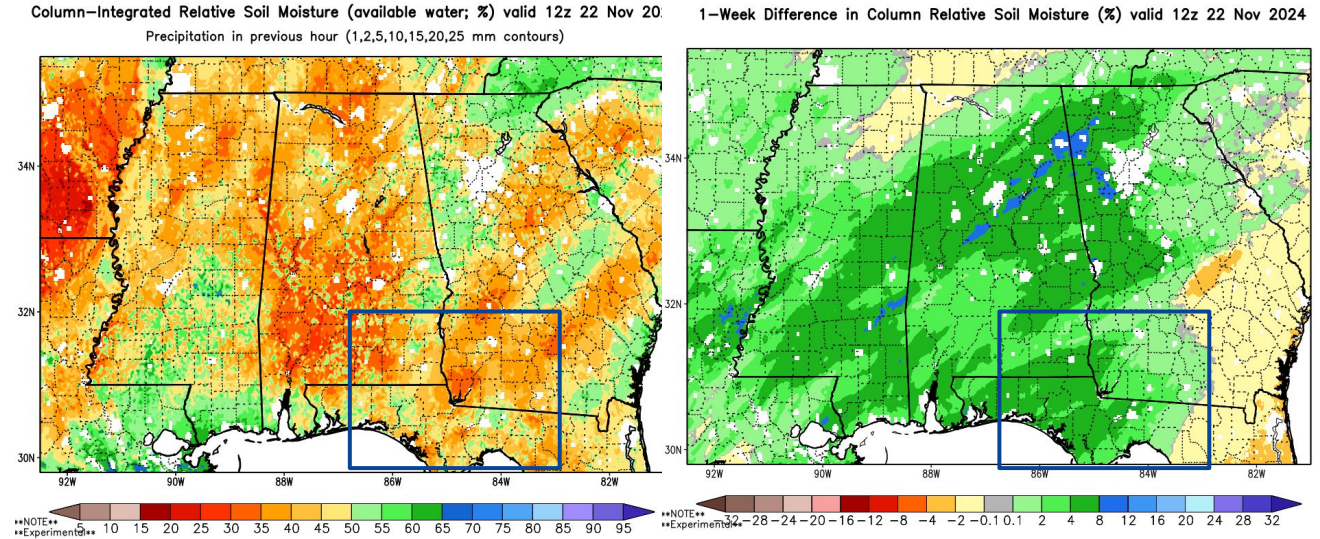 Column-Integrated Relative Soil Moisture (available water; %) valid 12z 22 Nov 20
Precipitation in previous hour (1,2,5,10,15,20,25 mm contours)
34N
32N
30N
92W 90W 88W 86W 84W 82W
**NOTE**
**Experimental**
5 10 15 20 25 30 35 40 45 50 55 60 65 70 75 80 85 90 95
1-Week Difference in Column Relative Soil Moisture (%) valid 12z 22 Nov 2024
34N
32N
30N
92W 90W 88W 86W 84W 82W
**NOTE**
**Experimental**
-32 -28 -24 -20 -16 -12 -8 -4 -2 -0.1 0.1 2 4 8 12 16 20 24 28 32